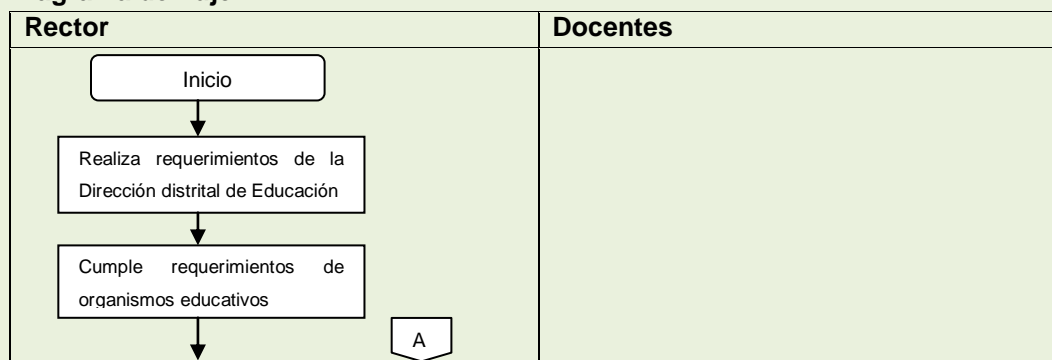 Rector
Docentes
Inicio
Realiza requerimientos de la
Dirección distrital de Educación
Cumple requerimientos de
organismos educativos
A